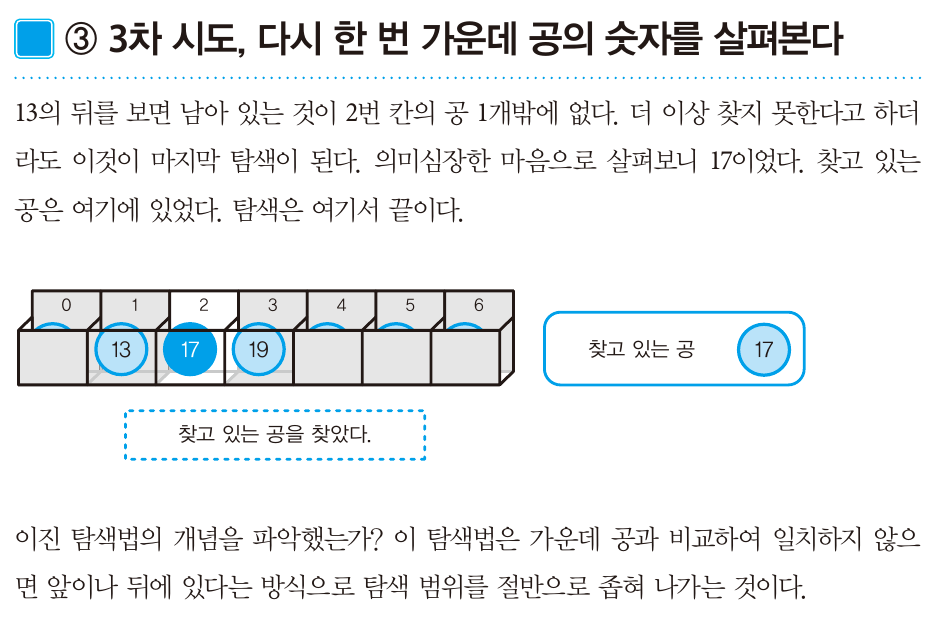 ③ 3차 시도, 다시 한 번 가운데 공의 숫자를 살펴본다
13의 뒤를 보면 남아 있는 것이 2번 칸의 공 1개밖에 없다. 더 이상 찾지 못한다고 하더
라도 이것이 마지막 탐색이 된다. 의미심장한 마음으로 살펴보니 17이었다. 찾고 있는
공은 여기에 있었다. 탐색은 여기서 끝이다.
0 1 2 3 4 5 6
13 17 19
찾고 있는 공 17
찾고 있는 공을 찾았다.
이진 탐색법의 개념을 파악했는가? 이 탐색법은 가운데 공과 비교하여 일치하지 않으
면 앞이나 뒤에 있다는 방식으로 탐색 범위를 절반으로 좁혀 나가는 것이다.